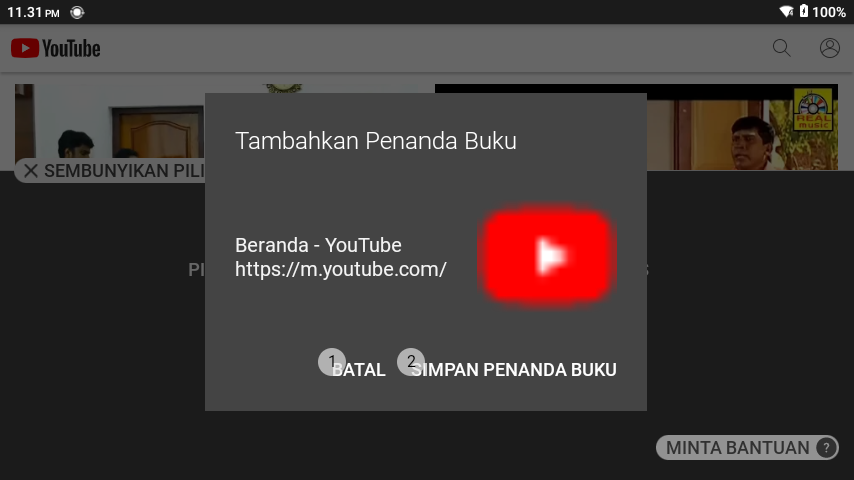 11.31 PM
100%
YouTube
REAL
music
SEMBUNYIKAN PILI
Tambahkan Penanda Buku
Beranda - YouTube
https://m.youtube.com/
PI
S
1 BATAL
2 SIMPAN PENANDA BUKU
MINTA BANTUAN ?